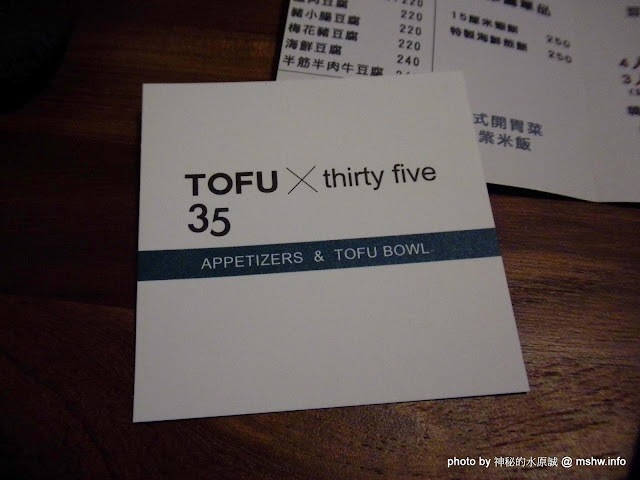 220
豬小腸豆腐 220
梅花豬豆腐 220
海鮮豆腐 220
半筋半肉牛豆腐 240
250
特製海鮮煎餅 250
式開胃菜
紫米飯
TOFU X thirty five
35
APPETIZERS & TOFU BOWL
photo by 神秘的水原誠 @ mshw.info